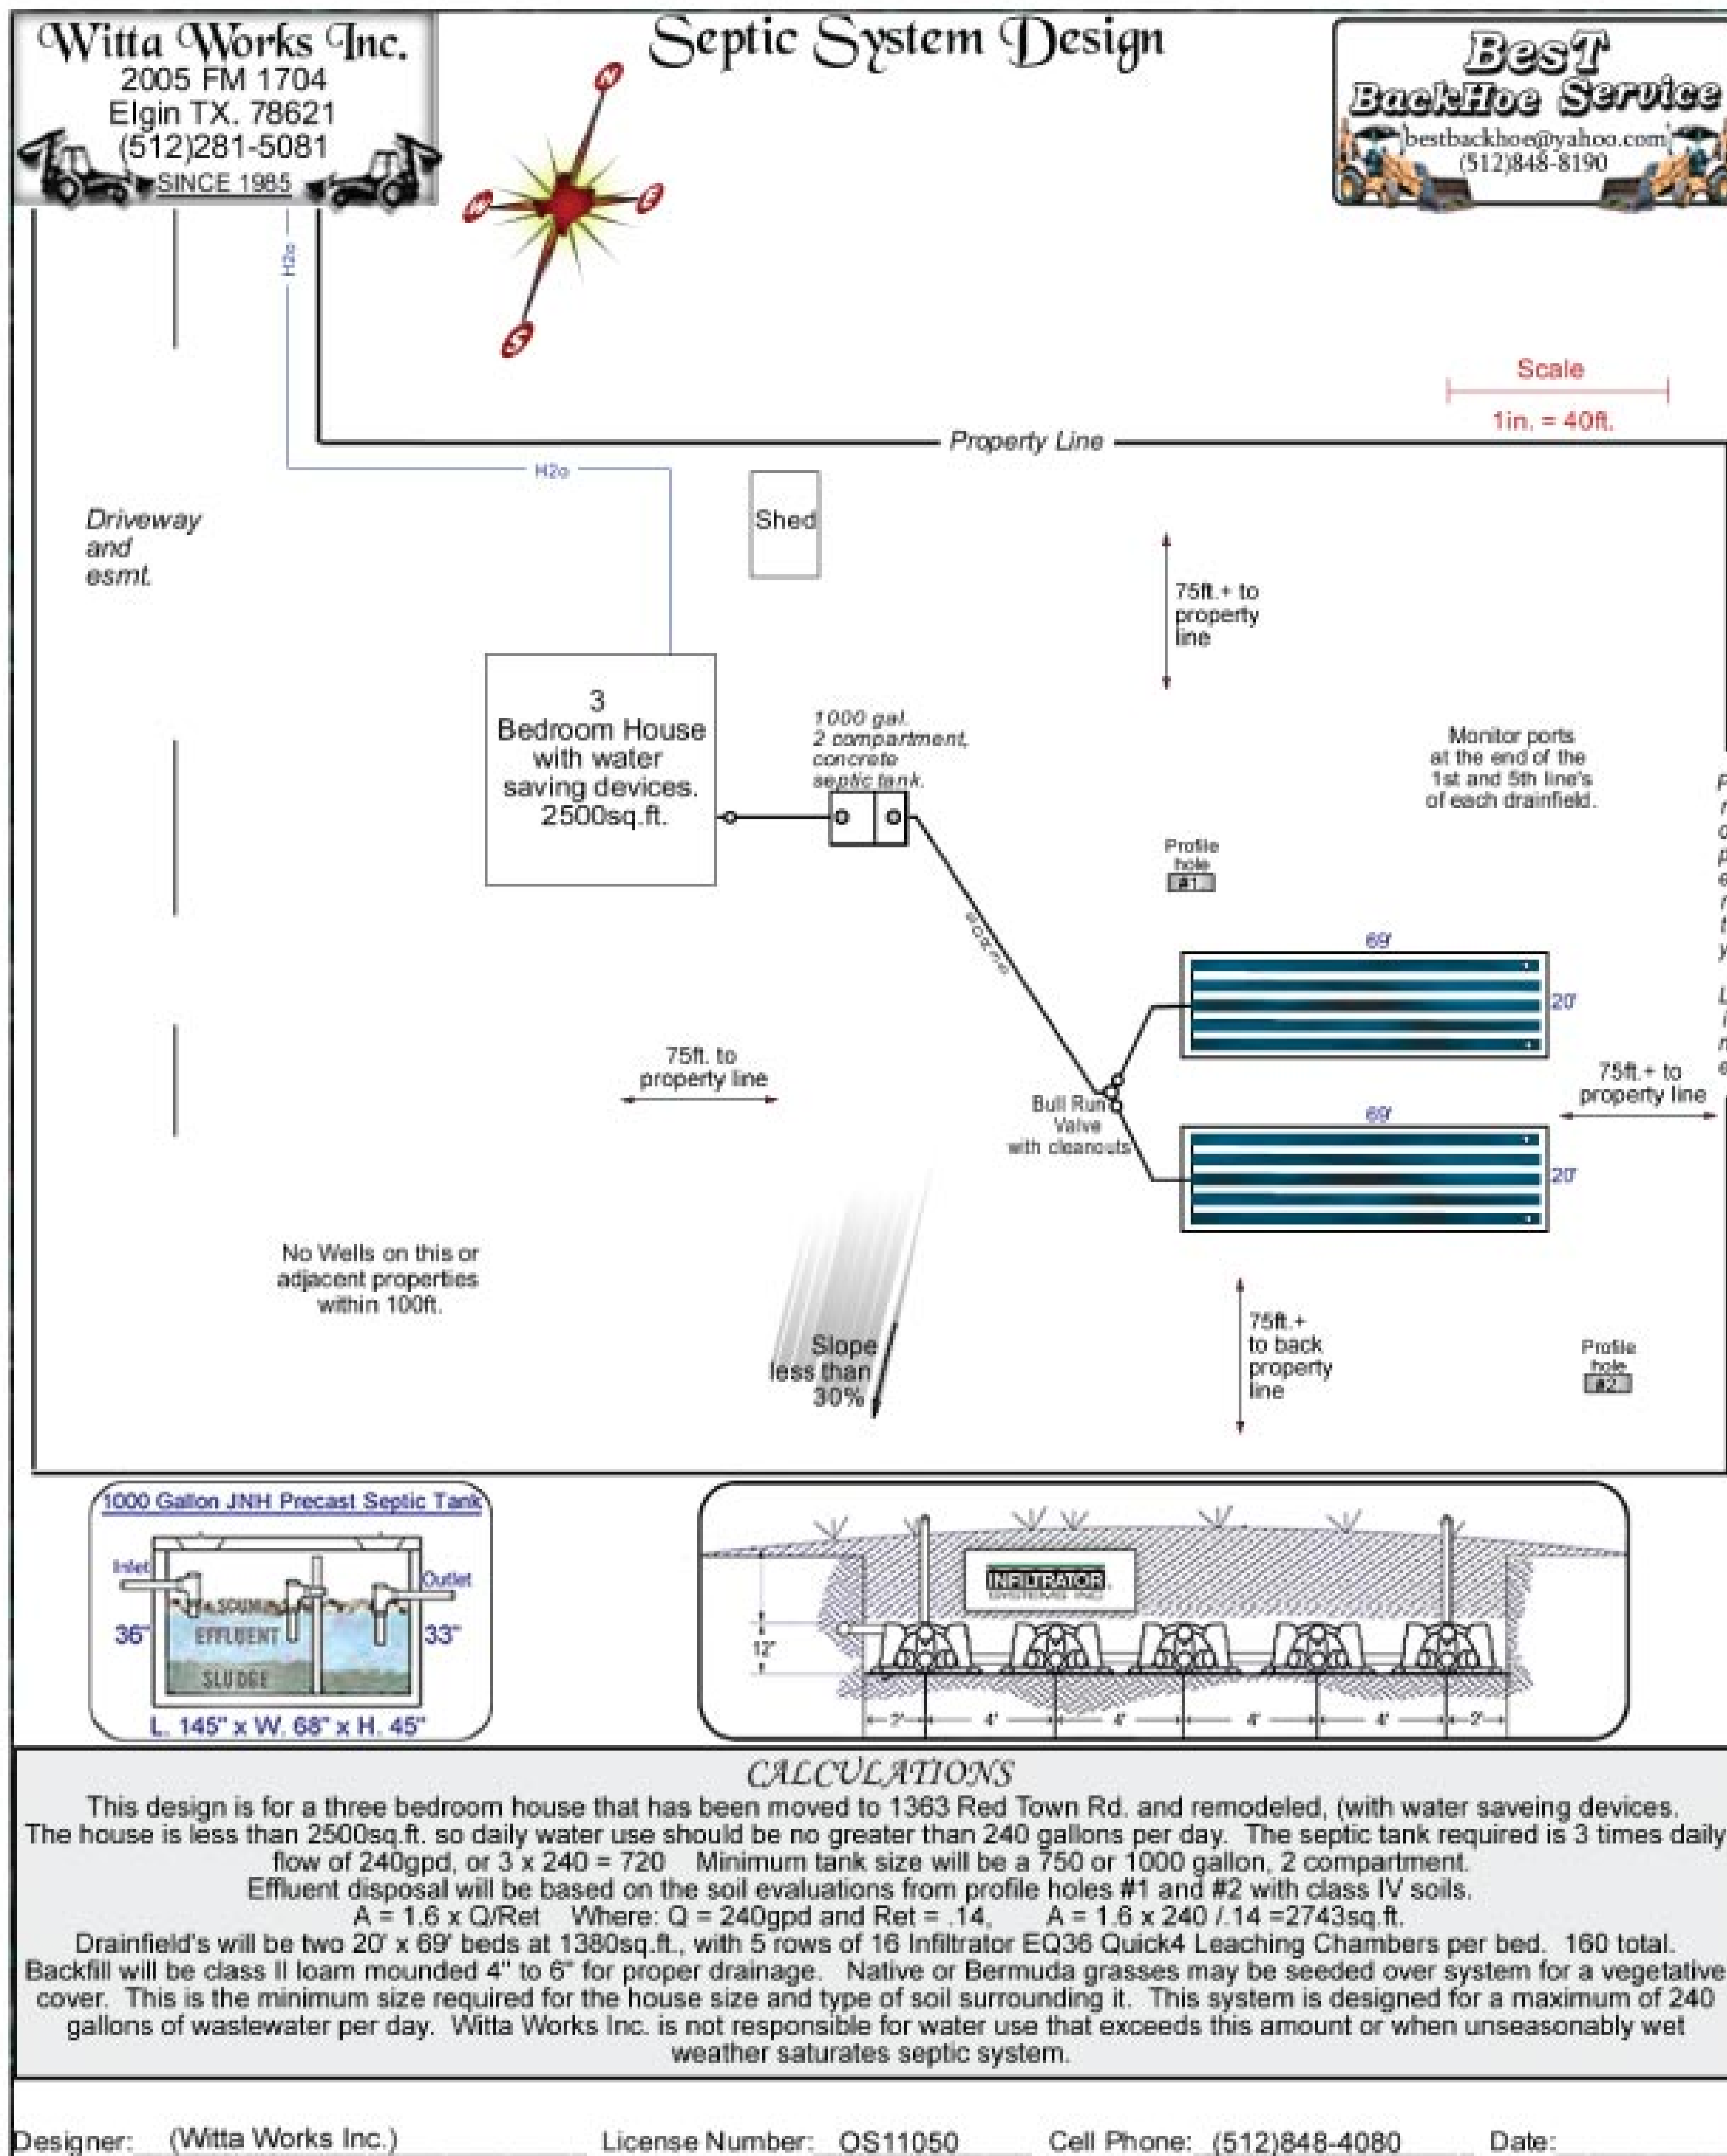 Witta Works Inc.
2005 FM 1704
Elgin TX. 78621
(512)281-5081
SINCE 1985
Septic System Design
BesT
BackHoe Service
bestbackhoe@yahoo.com
(512)848-8190
N
W
E
S
H2o
Scale
1in. = 40ft.
Property Line
H2o
Driveway
and
esmt.
Shed
75ft.+ to
property
line
3
Bedroom House
with water
saving devices.
2500sq.ft.
1000 gal.
2 compartment,
concrete
septic tank.
Monitor ports
at the end of the
1st and 5th line's
of each drainfield.
Profile
hole
#1
69'
20'
75ft. to
property line
75ft.+ to
property line
Bull Run
Valve
with cleanouts
69'
20'
No Wells on this or
adjacent properties
within 100ft.
Slope
less than
30%
75ft.+
to back
property
line
Profile
hole
#2
1000 Gallon JNH Precast Septic Tank
Inlet
Outlet
SCUM
36"
EFFLUENT
33"
SLUDGE
L. 145" x W. 68" x H. 45"
INFILTRATOR
SYSTEMS INC
12"
2' 4' 4' 4' 4' 2'
CALCULATIONS
This design is for a three bedroom house that has been moved to 1363 Red Town Rd. and remodeled, (with water saveing devices.
The house is less than 2500sq.ft. so daily water use should be no greater than 240 gallons per day. The septic tank required is 3 times daily
flow of 240gpd, or 3 x 240 = 720 Minimum tank size will be a 750 or 1000 gallon, 2 compartment.
Effluent disposal will be based on the soil evaluations from profile holes #1 and #2 with class IV soils.
A = 1.6 x Q/Ret Where: Q = 240gpd and Ret = .14, A = 1.6 x 240 /.14 =2743sq.ft.
Drainfield's will be two 20' x 69' beds at 1380sq.ft., with 5 rows of 16 Infiltrator EQ36 Quick4 Leaching Chambers per bed. 160 total.
Backfill will be class II loam mounded 4" to 6" for proper drainage. Native or Bermuda grasses may be seeded over system for a vegetative
cover. This is the minimum size required for the house size and type of soil surrounding it. This system is designed for a maximum of 240
gallons of wastewater per day. Witta Works Inc. is not responsible for water use that exceeds this amount or when unseasonably wet
weather saturates septic system.
Designer: (Witta Works Inc.) License Number: OS11050 Cell Phone: (512)848-4080 Date: